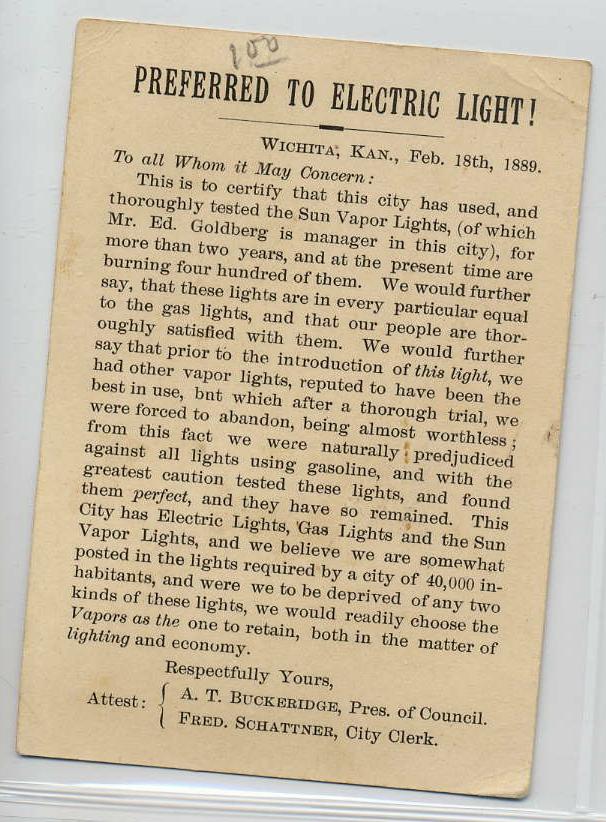 100
PREFERRED TO ELECTRIC LIGHT!
WICHITA, KAN., Feb. 18th, 1889.
To all Whom it May Concern:
This is to certify that this city has used, and
thoroughly tested the Sun Vapor Lights, (of which
Mr. Ed. Goldberg is manager in this city), for
more than two years, and at the present time are
burning four hundred of them. We would further
say, that these lights are in every particular equal
to the gas lights, and that our people are thor-
oughly satisfied with them. We would further
say that prior to the introduction of this light, we
had other vapor lights, reputed to have been the
best in use, but which after a thorough trial, we
were forced to abandon, being almost worthless;
from this fact we were naturally predjudiced
against all lights using gasoline, and with the
greatest caution tested these lights, and found
them perfect, and they have so remained. This
City has Electric Lights, Gas Lights and the Sun
Vapor Lights, and we believe we are somewhat
posted in the lights required by a city of 40,000 in-
habitants, and were we to be deprived of any two
kinds of these lights, we would readily choose the
Vapors as the one to retain, both in the matter of
lighting and economy.
Respectfully Yours,
Attest: { A. T. BUCKERIDGE, Pres. of Council.
FRED. SCHATTNER, City Clerk.